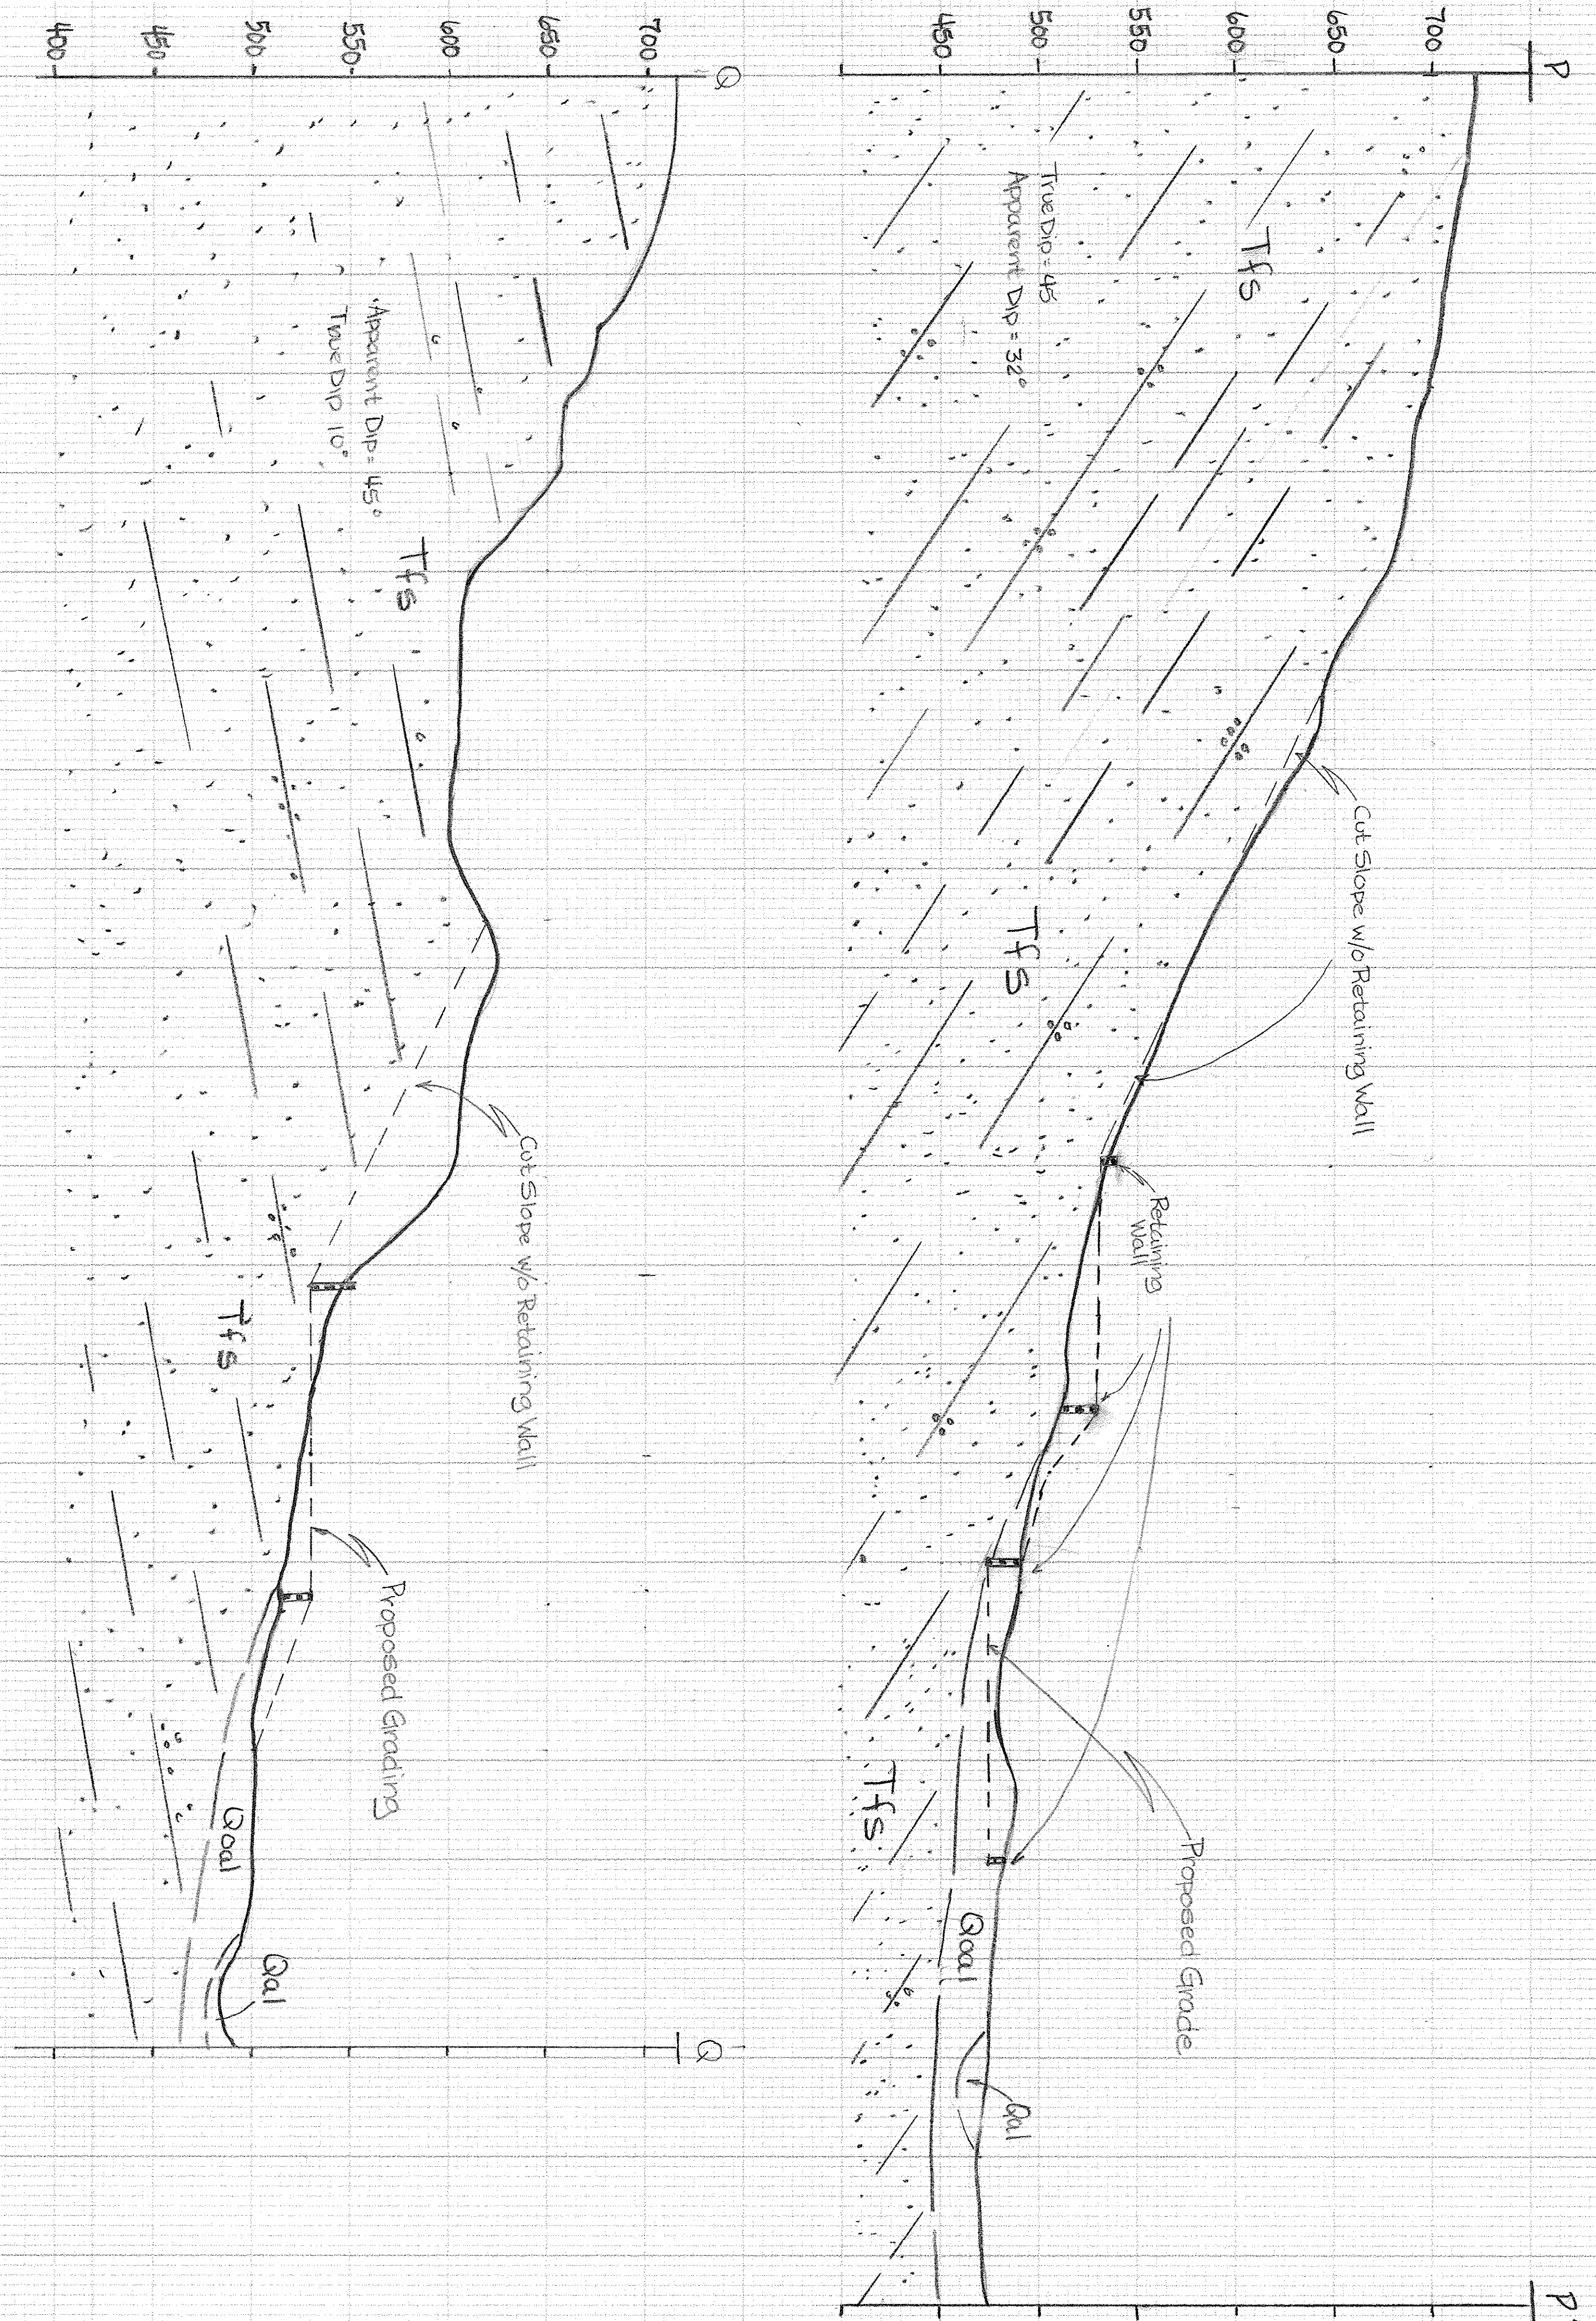 P
P'
700
650
600
550
500
450
Tfs
True Dip = 45
Apparent Dip = 32°
Cut Slope w/o Retaining Wall
Tfs
Retaining
Wall
Proposed Grade
Tfs
Qoal
Qal
Q
Q
700
650
600
550
500
450
400
Apparent Dip = 45°
True Dip 10°
Tfs
Cut Slope w/o Retaining Wall
Tfs
Proposed Grading
Qoal
Qal